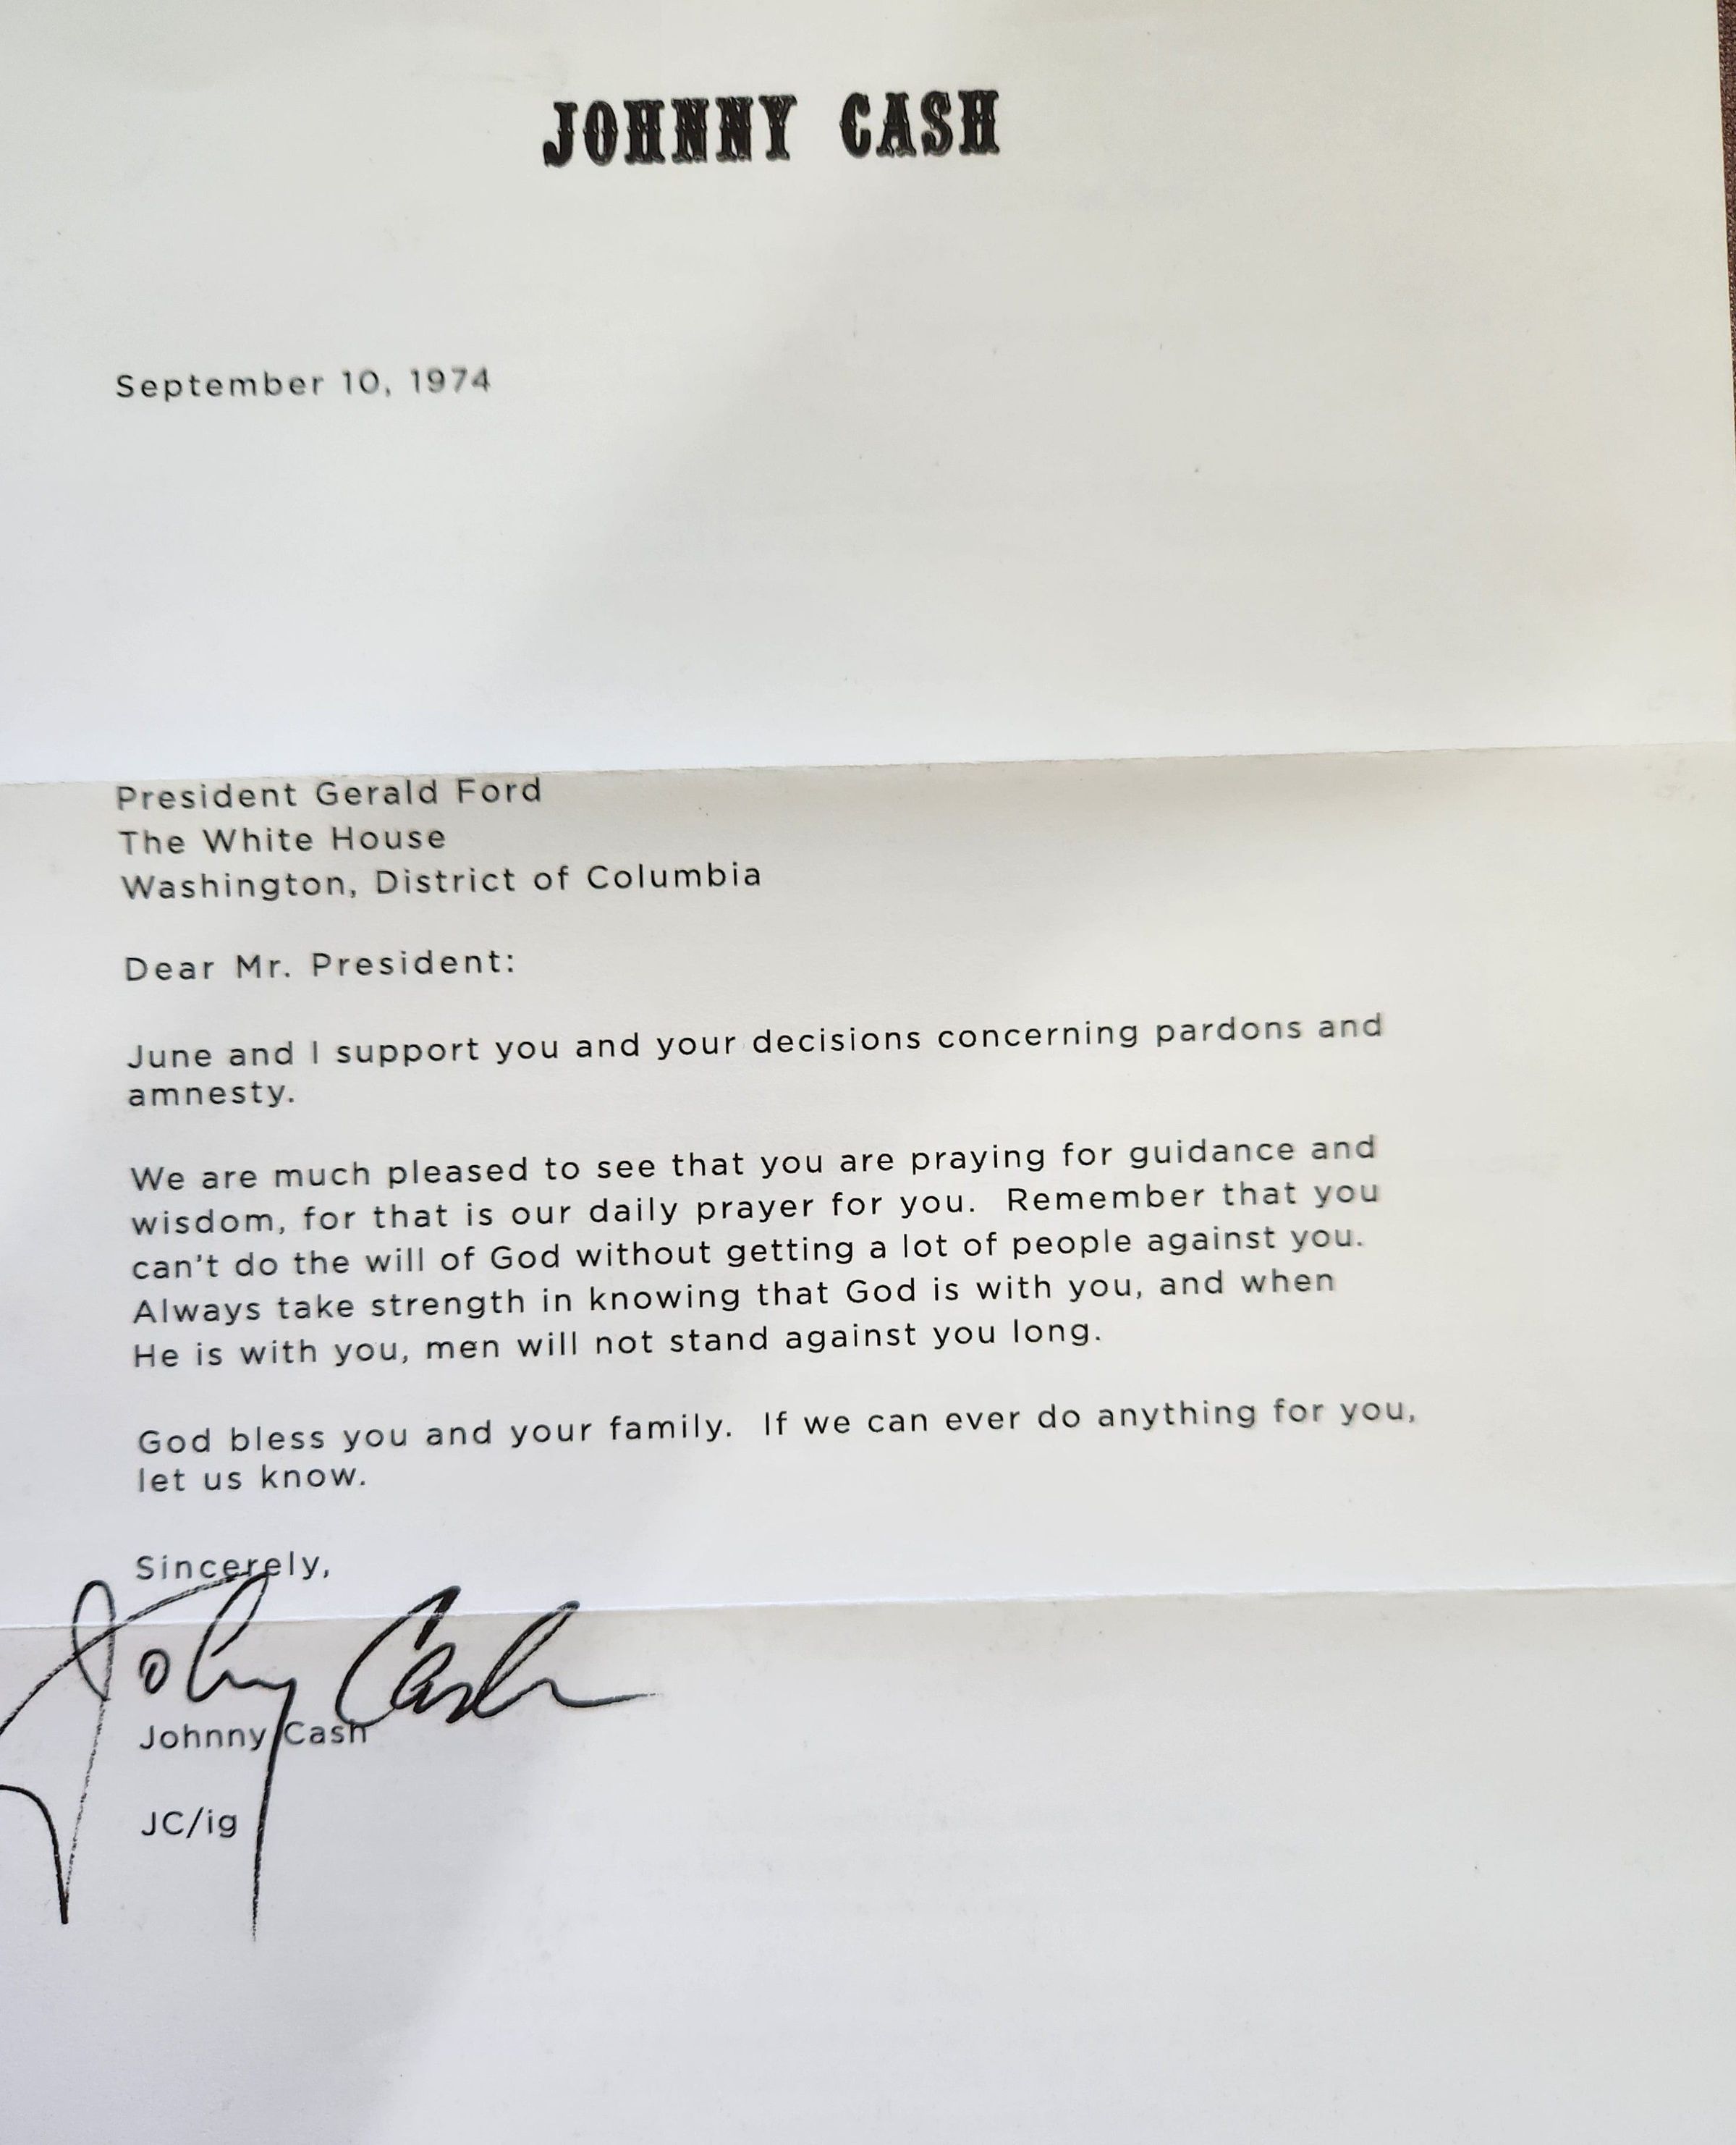 JOHNNY CASH
September 10, 1974
President Gerald Ford
The White House
Washington, District of Columbia
Dear Mr. President:
June and I support you and your decisions concerning pardons and
amnesty.
We are much pleased to see that you are praying for guidance and
wisdom, for that is our daily prayer for you.  Remember that you
can't do the will of God without getting a lot of people against you.
Always take strength in knowing that God is with you, and when
He is with you, men will not stand against you long.
God bless you and your family.  If we can ever do anything for you,
let us know.
Sincerely,
Johnny Cash
Johnny Cash
JC/ig